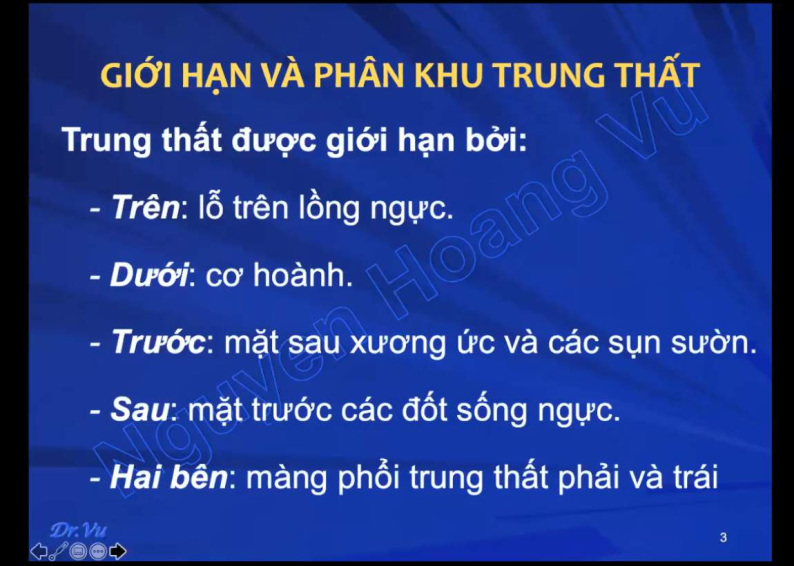 GIỚI HẠN VÀ PHÂN KHU TRUNG THẤT
Trung thất được giới hạn bởi:
- Trên: lỗ trên lồng ngực.
- Dưới: cơ hoành.
- Trước: mặt sau xương ức và các sụn sườn.
- Sau: mặt trước các đốt sống ngực.
- Hai bên: màng phổi trung thất phải và trái
Nguyen Hoang Vu
Dr.Vu
3